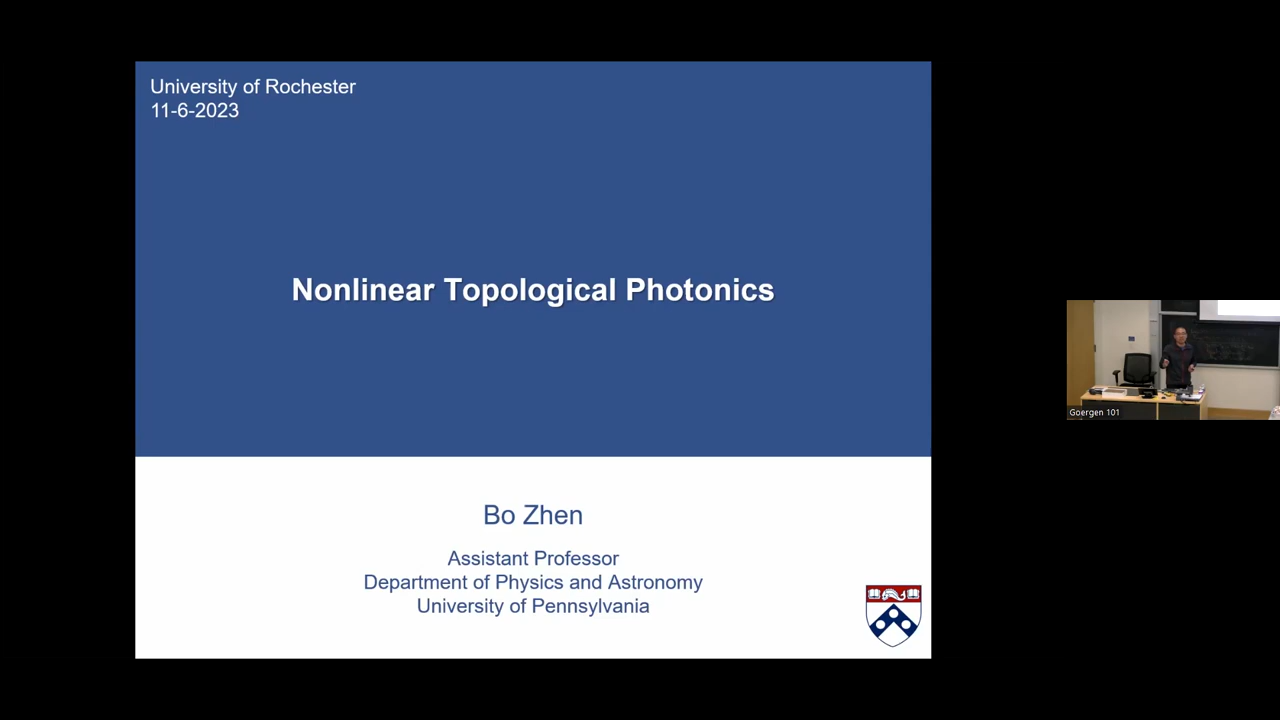 University of Rochester
11-6-2023
Nonlinear Topological Photonics
Bo Zhen
Assistant Professor
Department of Physics and Astronomy
University of Pennsylvania
Goergen 101